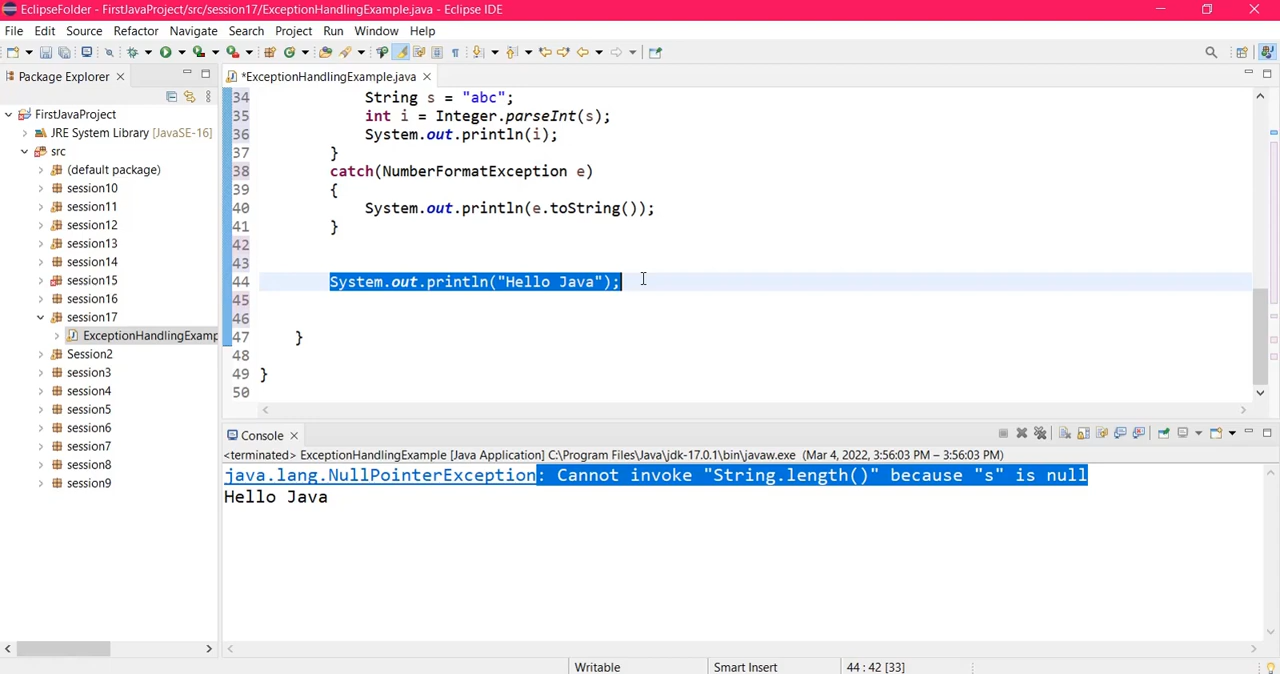 EclipseFolder - FirstJavaProject/src/session17/ExceptionHandlingExample.java - Eclipse IDE
File Edit Source Refactor Navigate Search Project Run Window Help
Package Explorer
*ExceptionHandlingExample.java
FirstJavaProject
JRE System Library [JavaSE-16]
src
(default package)
session10
session11
session12
session13
session14
session15
session16
session17
ExceptionHandlingExamp
Session2
session3
session4
session5
session6
session7
session8
session9
34 String s = "abc";
35 int i = Integer.parseInt(s);
36 System.out.println(i);
37 }
38 catch(NumberFormatException e)
39 {
40 System.out.println(e.toString());
41 }
42
43
44 System.out.println("Hello Java");
45
46
47 }
48
49 }
50
Console
<terminated> ExceptionHandlingExample [Java Application] C:\Program Files\Java\jdk-17.0.1\bin\javaw.exe (Mar 4, 2022, 3:56:03 PM – 3:56:03 PM)
java.lang.NullPointerException: Cannot invoke "String.length()" because "s" is null
Hello Java
Writable Smart Insert 44 : 42 [33]